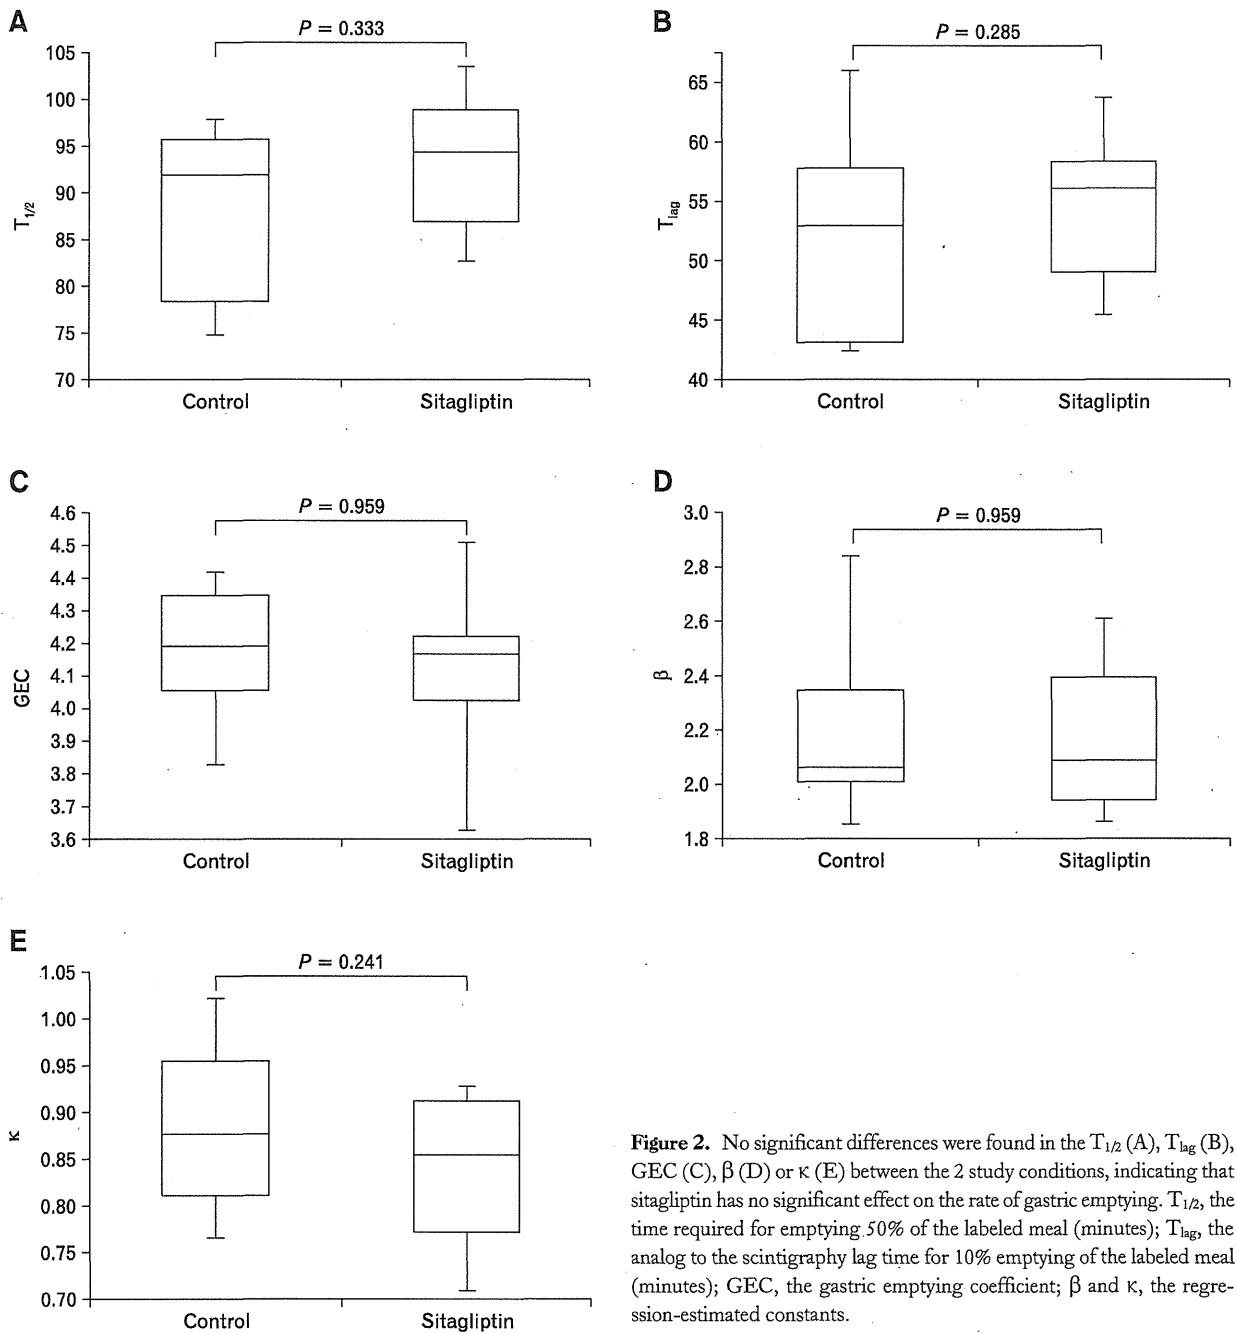 A
P = 0.333
105
100
95
90
85
80
75
70
T1/2
Control Sitagliptin
B
P = 0.285
65
60
55
50
45
40
Tlag
Control Sitagliptin
C
P = 0.959
4.6
4.5
4.4
4.3
4.2
4.1
4.0
3.9
3.8
3.7
3.6
GEC
Control Sitagliptin
D
P = 0.959
3.0
2.8
2.6
2.4
2.2
2.0
1.8
β
Control Sitagliptin
E
P = 0.241
1.05
1.00
0.95
0.90
0.85
0.80
0.75
0.70
κ
Control Sitagliptin
Figure 2. No significant differences were found in the T1/2 (A), Tlag (B),
GEC (C), β (D) or κ (E) between the 2 study conditions, indicating that
sitagliptin has no significant effect on the rate of gastric emptying. T1/2, the
time required for emptying 50% of the labeled meal (minutes); Tlag, the
analog to the scintigraphy lag time for 10% emptying of the labeled meal
(minutes); GEC, the gastric emptying coefficient; β and κ, the regre-
ssion-estimated constants.